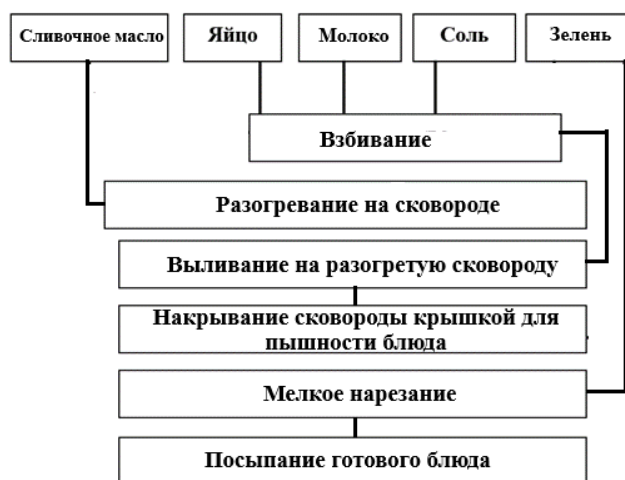 Сливочное масло
Яйцо
Молоко
Соль
Зелень
Взбивание
Разогревание на сковороде
Выливание на разогретую сковороду
Накрывание сковороды крышкой для
пышности блюда
Мелкое нарезание
Посыпание готового блюда